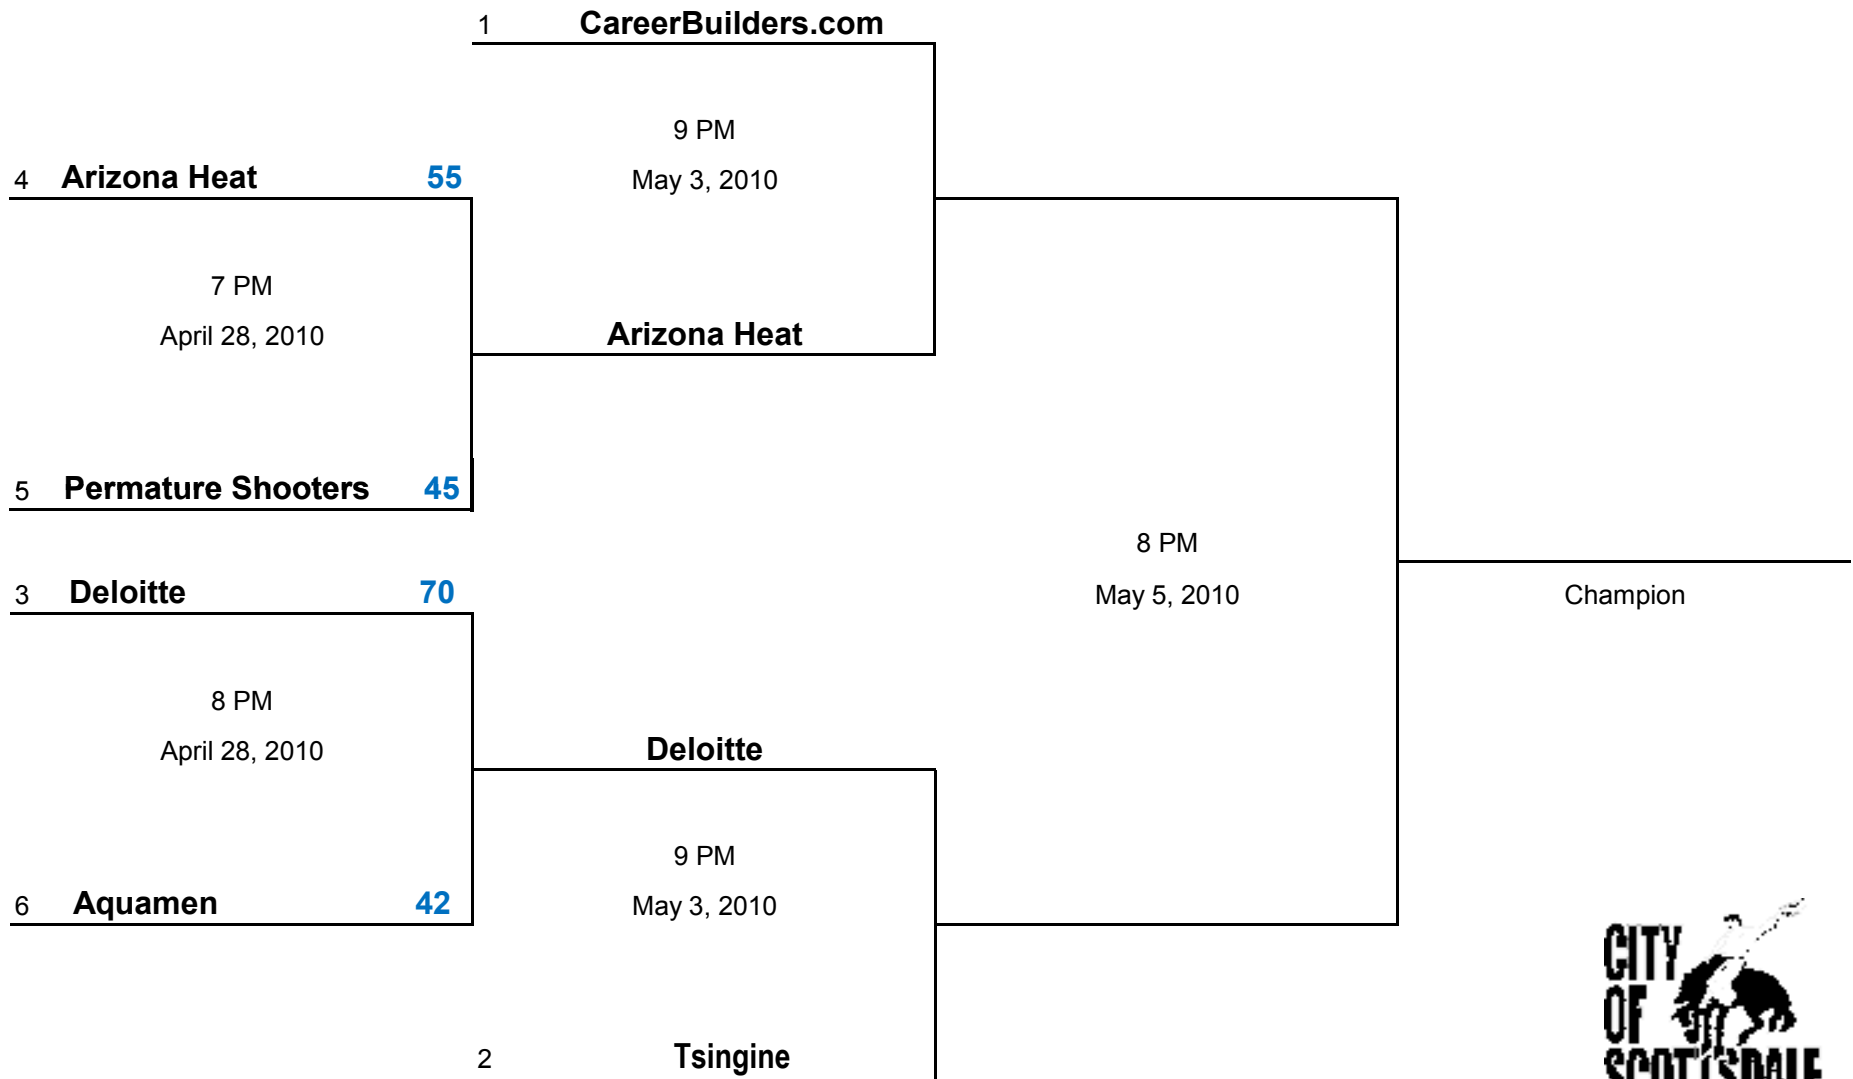 1 CareerBuilders.com
9 PM
May 3, 2010
4 Arizona Heat 55
7 PM
April 28, 2010
Arizona Heat
5 Permature Shooters 45
8 PM
May 5, 2010
Champion
3 Deloitte 70
8 PM
April 28, 2010
Deloitte
9 PM
May 3, 2010
6 Aquamen 42
2 Tsingine
CITY
OF
SCOTTSDALE